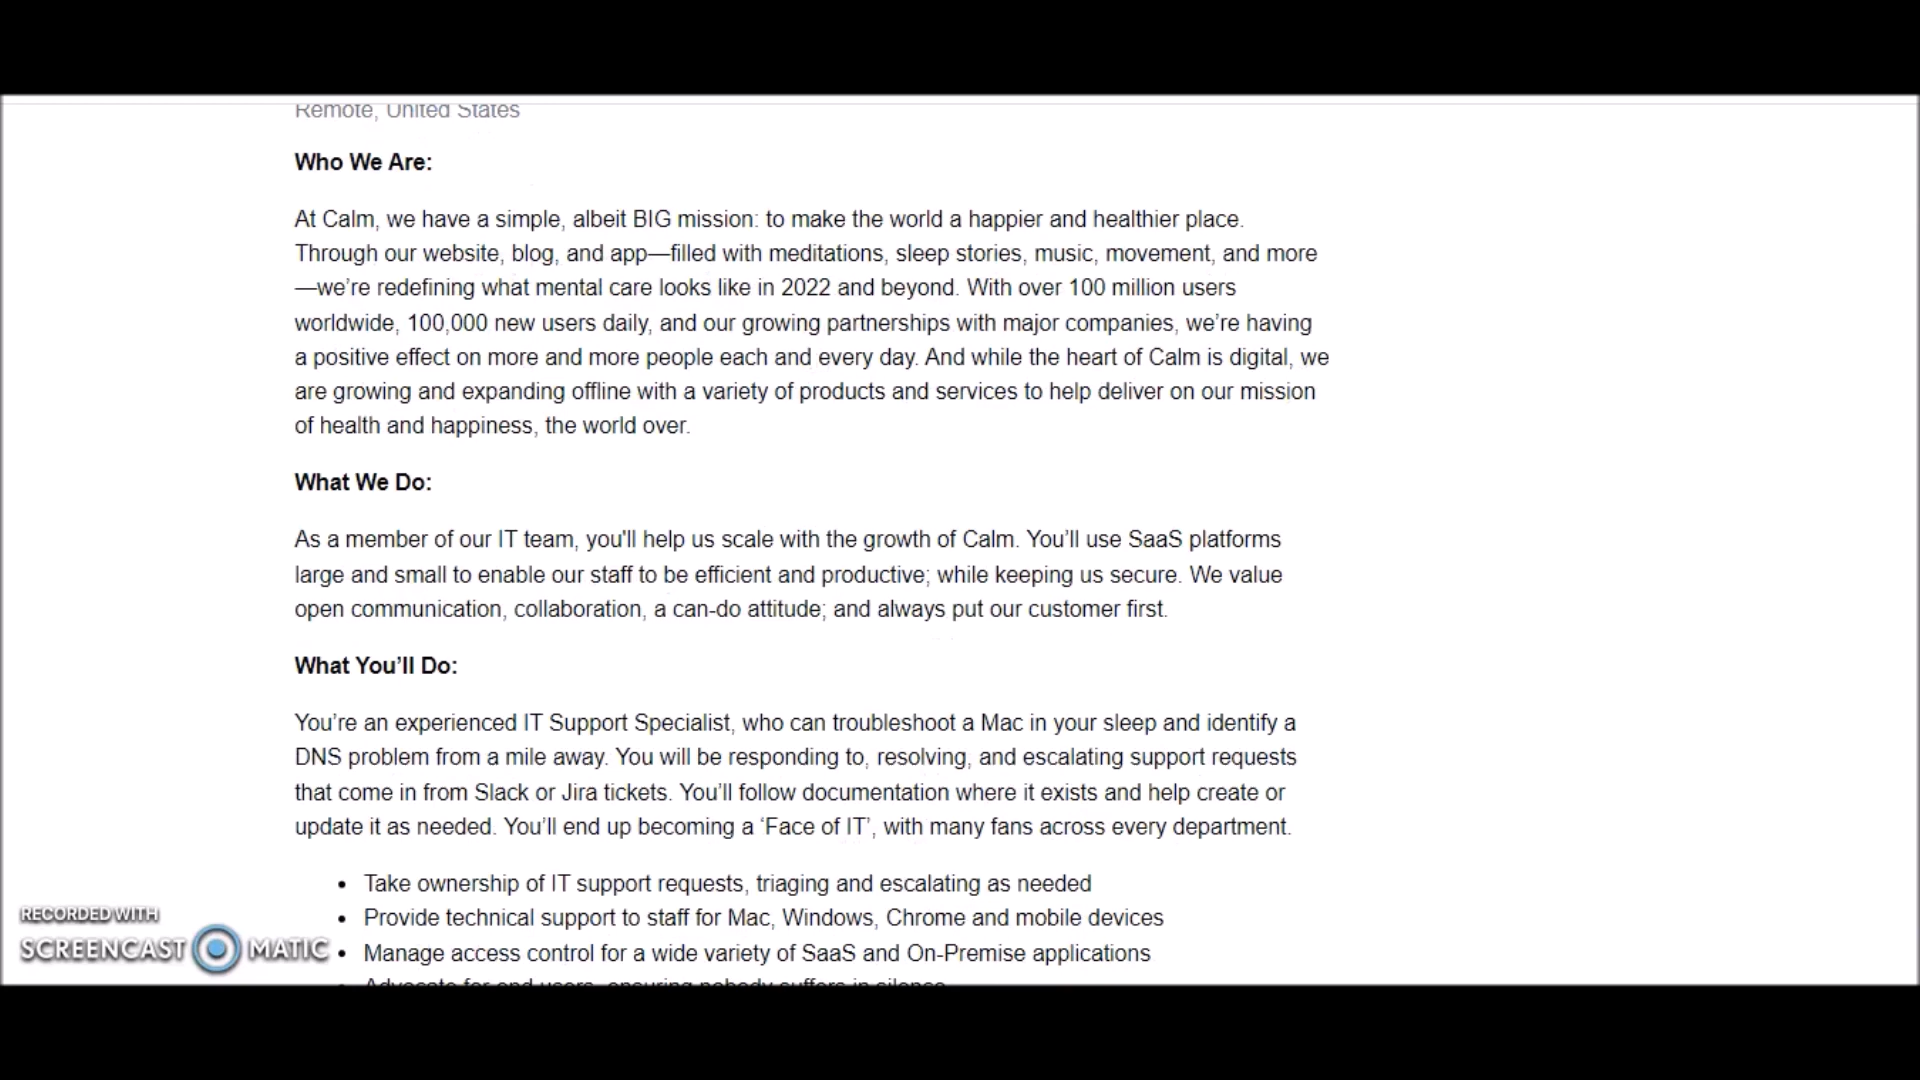 Remote, United States
Who We Are:
At Calm, we have a simple, albeit BIG mission: to make the world a happier and healthier place.
Through our website, blog, and app—filled with meditations, sleep stories, music, movement, and more
—we’re redefining what mental care looks like in 2022 and beyond. With over 100 million users
worldwide, 100,000 new users daily, and our growing partnerships with major companies, we’re having
a positive effect on more and more people each and every day. And while the heart of Calm is digital, we
are growing and expanding offline with a variety of products and services to help deliver on our mission
of health and happiness, the world over.
What We Do:
As a member of our IT team, you'll help us scale with the growth of Calm. You’ll use SaaS platforms
large and small to enable our staff to be efficient and productive; while keeping us secure. We value
open communication, collaboration, a can-do attitude; and always put our customer first.
What You’ll Do:
You’re an experienced IT Support Specialist, who can troubleshoot a Mac in your sleep and identify a
DNS problem from a mile away. You will be responding to, resolving, and escalating support requests
that come in from Slack or Jira tickets. You’ll follow documentation where it exists and help create or
update it as needed. You’ll end up becoming a ‘Face of IT’, with many fans across every department.
• Take ownership of IT support requests, triaging and escalating as needed
• Provide technical support to staff for Mac, Windows, Chrome and mobile devices
• Manage access control for a wide variety of SaaS and On-Premise applications
• Advocate for end users, ensuring nobody suffers in silence
RECORDED WITH
SCREENCAST MATIC